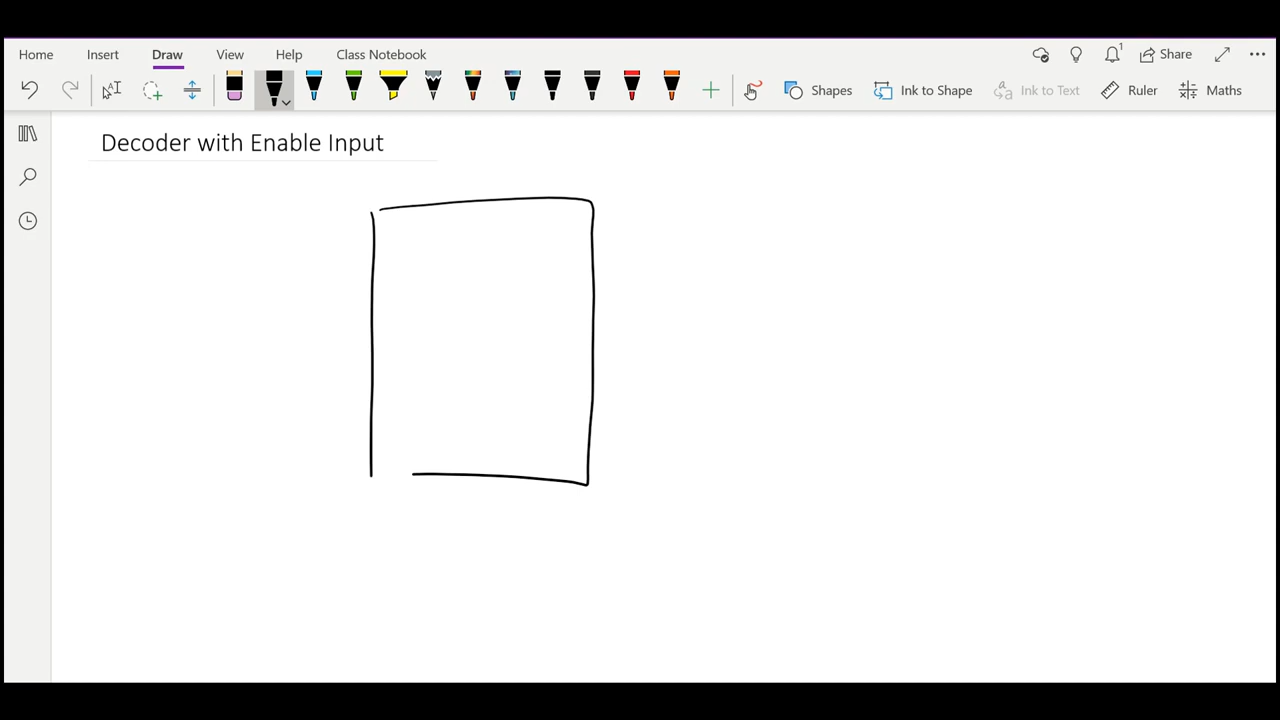 Home Insert Draw View Help Class Notebook 1 Share
Shapes Ink to Shape Ink to Text Ruler Maths
Decoder with Enable Input